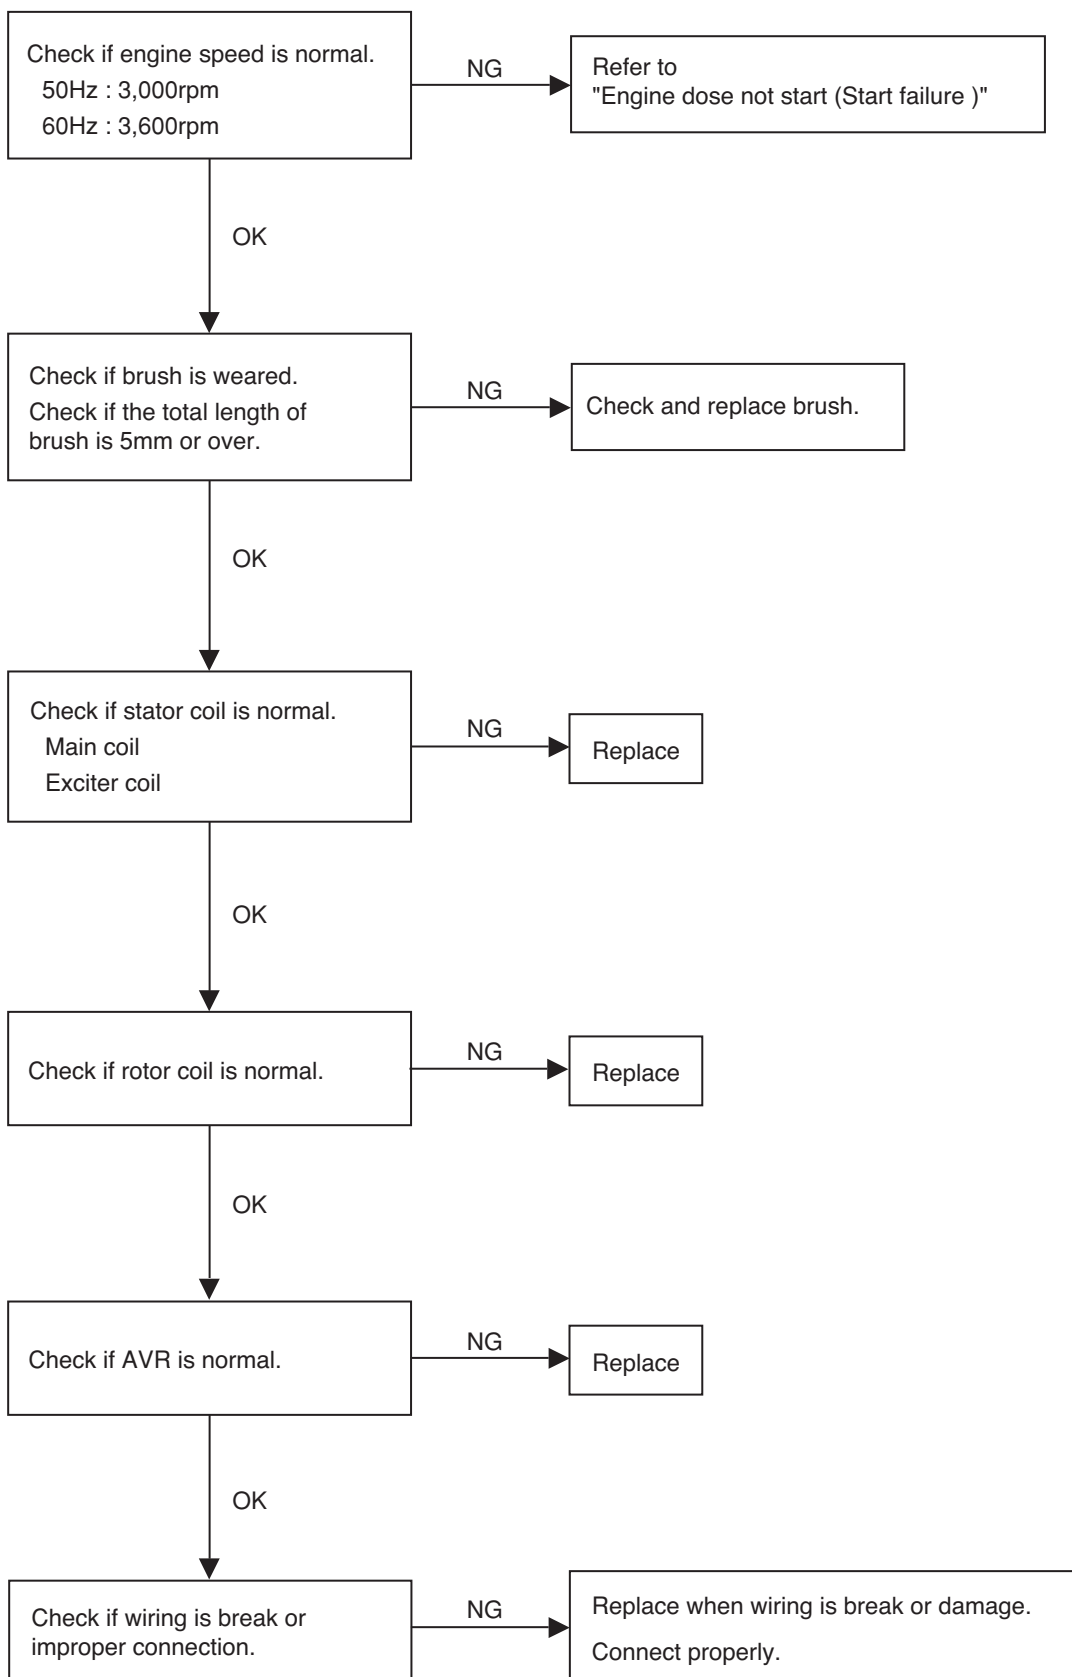 Check if engine speed is normal.
50Hz : 3,000rpm
60Hz : 3,600rpm
NG
Refer to
"Engine dose not start (Start failure )"
OK
Check if brush is weared.
Check if the total length of
brush is 5mm or over.
NG
Check and replace brush.
OK
Check if stator coil is normal.
Main coil
Exciter coil
NG
Replace
OK
Check if rotor coil is normal.
NG
Replace
OK
Check if AVR is normal.
NG
Replace
OK
Check if wiring is break or
improper connection.
NG
Replace when wiring is break or damage.
Connect properly.